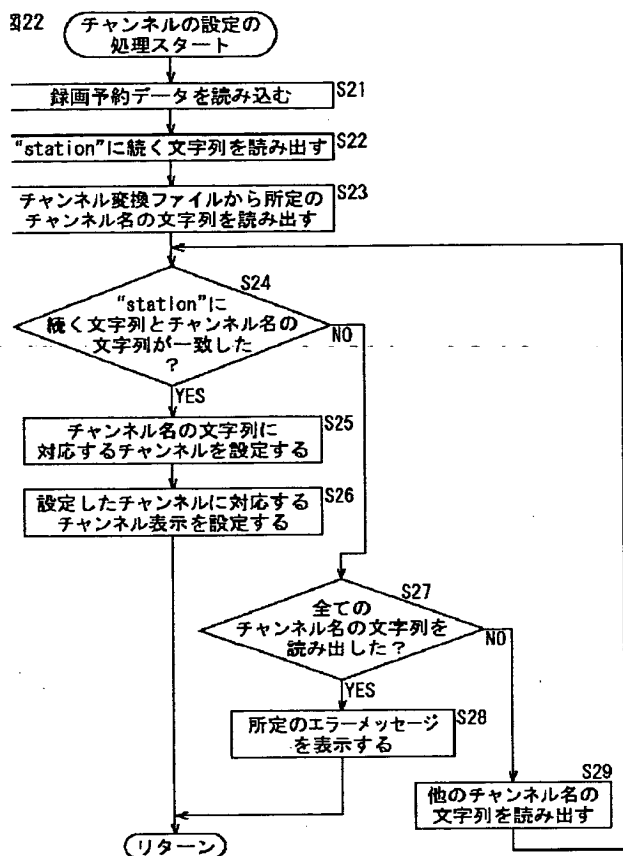 図22
チャンネルの設定の
処理スタート
S21
録画予約データを読み込む
S22
“station”に続く文字列を読み出す
S23
チャンネル変換ファイルから所定の
チャンネル名の文字列を読み出す
S24
“station”に
続く文字列とチャンネル名の
文字列が一致した
?
NO
YES
S25
チャンネル名の文字列に
対応するチャンネルを設定する
S26
設定したチャンネルに対応する
チャンネル表示を設定する
S27
全ての
チャンネル名の文字列を
読み出した?
NO
YES
S28
所定のエラーメッセージ
を表示する
S29
他のチャンネル名の
文字列を読み出す
リターン